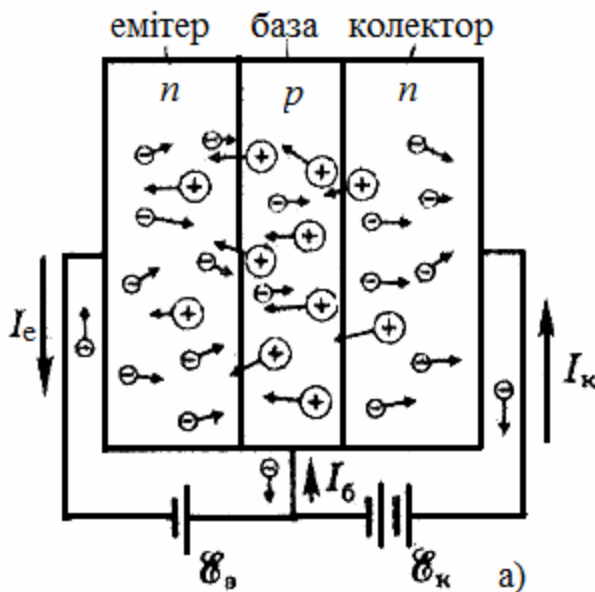 емітер база колектор
n p n
Iе Iк
Iб
ℰэ ℰк а)